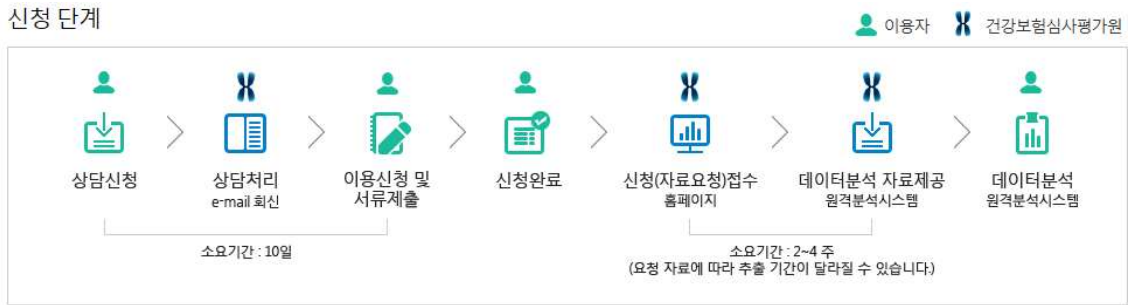 신청 단계
이용자
건강보험심사평가원
상담신청
상담처리
e-mail 회신
이용신청 및
서류제출
신청완료
신청(자료요청)접수
홈페이지
데이터분석 자료제공
원격분석시스템
데이터분석
원격분석시스템
소요기간 : 10일
소요기간 : 2~4 주
(요청 자료에 따라 추출 기간이 달라질 수 있습니다.)